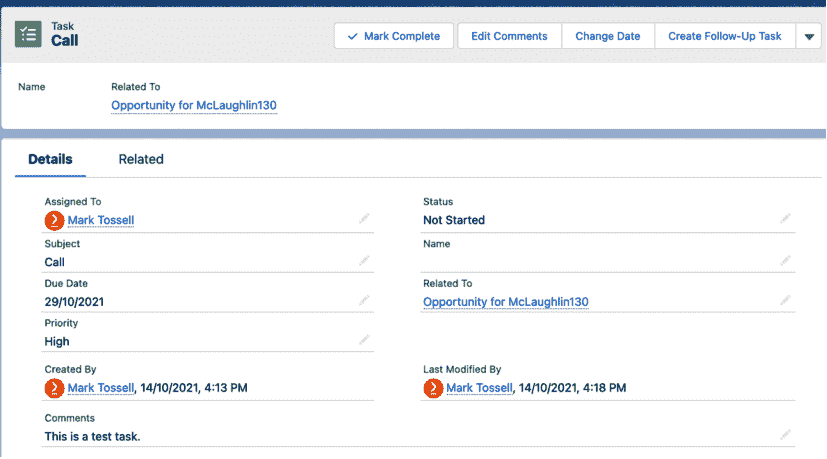 Task
Call
Mark Complete
Edit Comments
Change Date
Create Follow-Up Task
Name
Related To
Opportunity for McLaughlin130
Details
Related
Assigned To
Mark Tossell
Status
Not Started
Subject
Call
Name
Due Date
29/10/2021
Related To
Opportunity for McLaughlin130
Priority
High
Created By
Mark Tossell, 14/10/2021, 4:13 PM
Last Modified By
Mark Tossell, 14/10/2021, 4:18 PM
Comments
This is a test task.